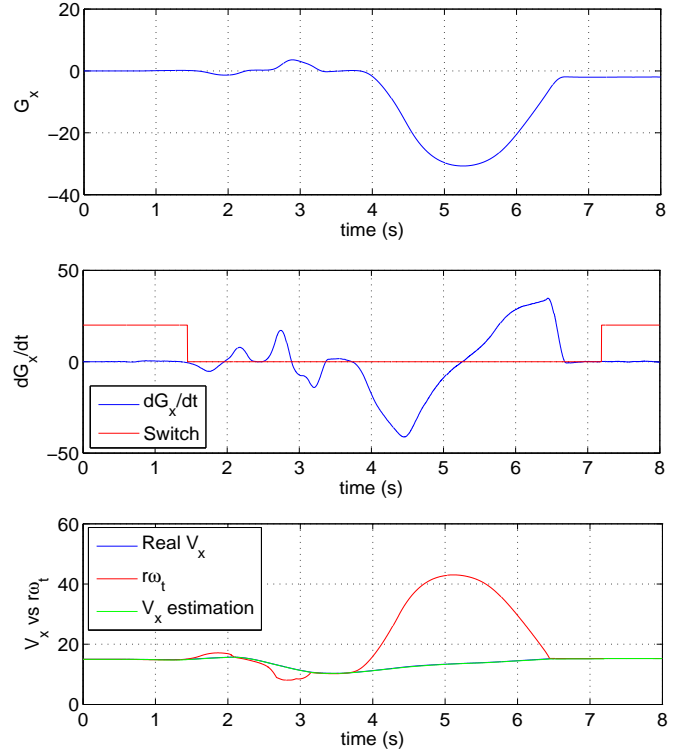 20
0
−20
−40
G_x
0 1 2 3 4 5 6 7 8
time (s)
50
0
−50
dG_x/dt
dG_x/dt
Switch
0 1 2 3 4 5 6 7 8
time (s)
60
40
20
0
V_x vs rω_t
Real V_x
rω_t
V_x estimation
0 1 2 3 4 5 6 7 8
time (s)